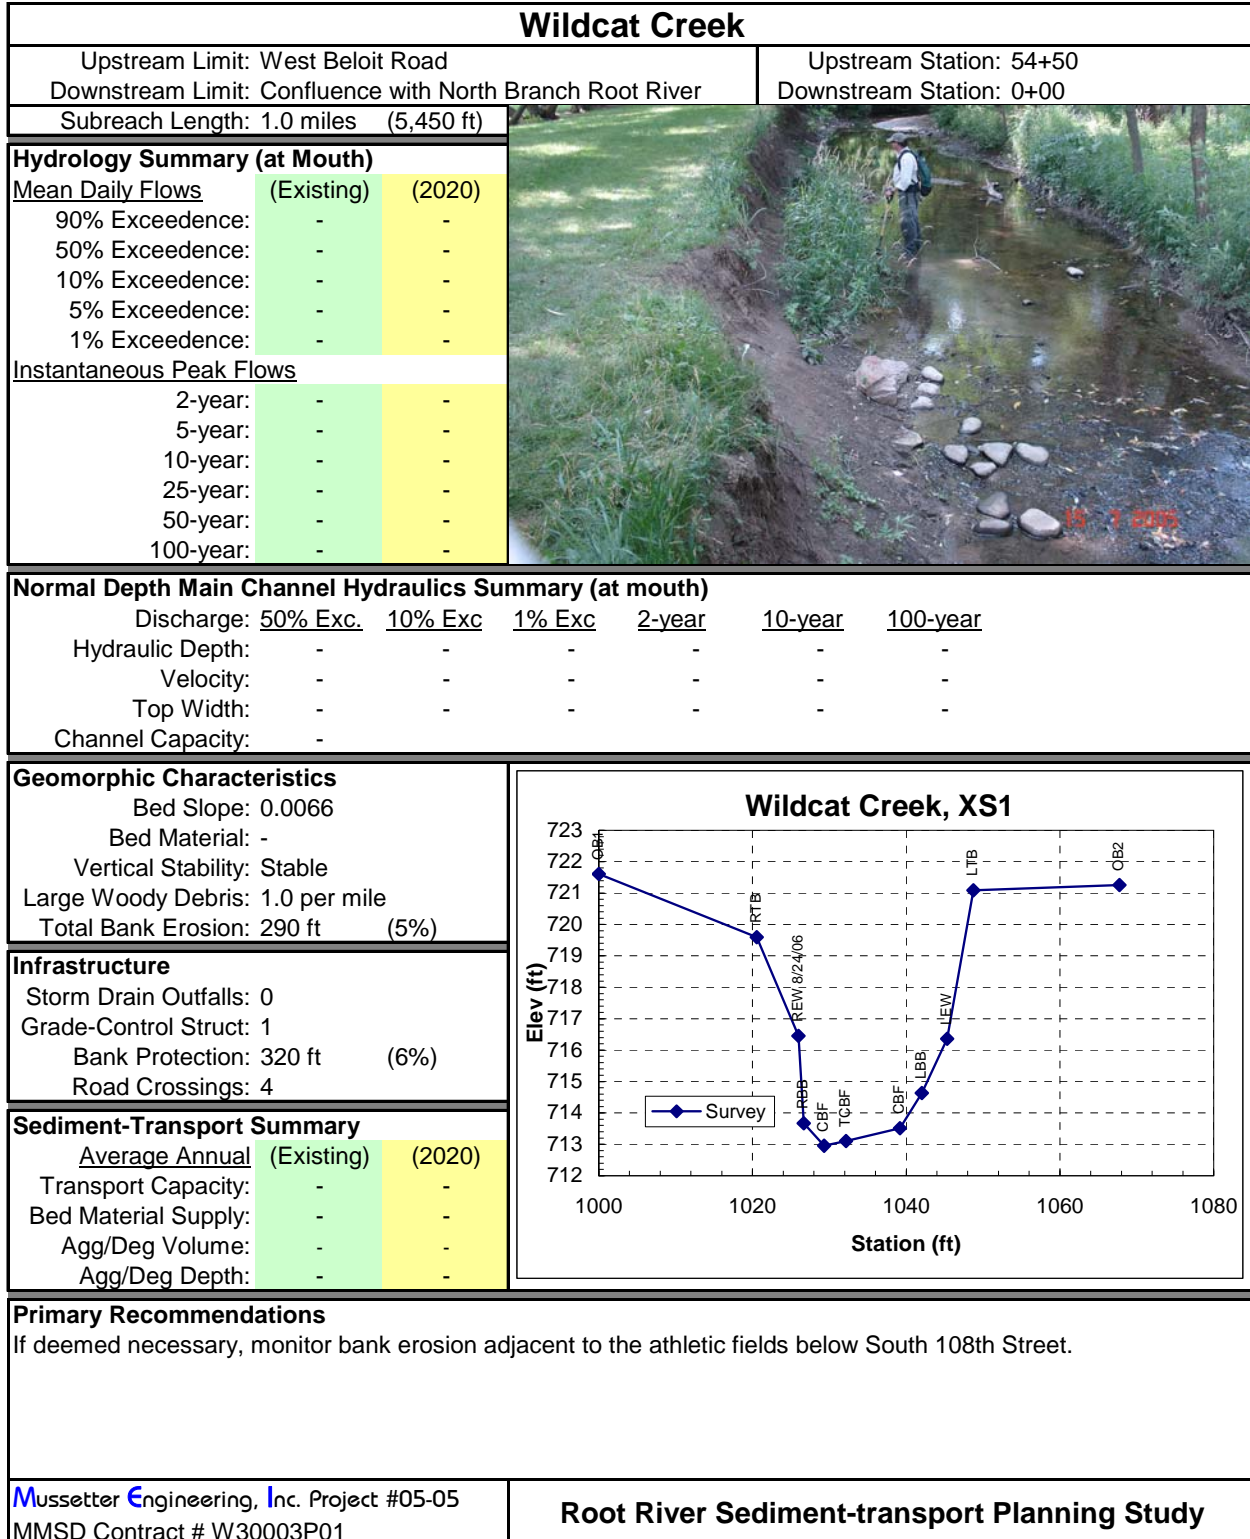 Wildcat Creek
Upstream Limit: West Beloit Road
Upstream Station: 54+50
Downstream Limit: Confluence with North Branch Root River
Downstream Station: 0+00
Subreach Length: 1.0 miles (5,450 ft)
Hydrology Summary (at Mouth)
Mean Daily Flows (Existing) (2020)
90% Exceedence: - -
50% Exceedence: - -
10% Exceedence: - -
5% Exceedence: - -
1% Exceedence: - -
Instantaneous Peak Flows
2-year: - -
5-year: - -
10-year: - -
25-year: - -
50-year: - -
100-year: - -
15 7 2005
Normal Depth Main Channel Hydraulics Summary (at mouth)
Discharge: 50% Exc. 10% Exc 1% Exc 2-year 10-year 100-year
Hydraulic Depth: - - - - - -
Velocity: - - - - - -
Top Width: - - - - - -
Channel Capacity: -
Geomorphic Characteristics
Bed Slope: 0.0066
Bed Material: -
Vertical Stability: Stable
Large Woody Debris: 1.0 per mile
Total Bank Erosion: 290 ft (5%)
Infrastructure
Storm Drain Outfalls: 0
Grade-Control Struct: 1
Bank Protection: 320 ft (6%)
Road Crossings: 4
Sediment-Transport Summary
Average Annual (Existing) (2020)
Transport Capacity: - -
Bed Material Supply: - -
Agg/Deg Volume: - -
Agg/Deg Depth: - -
Wildcat Creek, XS1
Elev (ft)
723
722
721
720
719
718
717
716
715
714
713
712
OB1
RTB
REW 8/24/06
RBB
CBF
TCBF
CBF
LBB
LEW
LTB
OB2
Survey
1000 1020 1040 1060 1080
Station (ft)
Primary Recommendations
If deemed necessary, monitor bank erosion adjacent to the athletic fields below South 108th Street.
Mussetter Engineering, Inc. Project #05-05
MMSD Contract # W30003P01
Root River Sediment-transport Planning Study